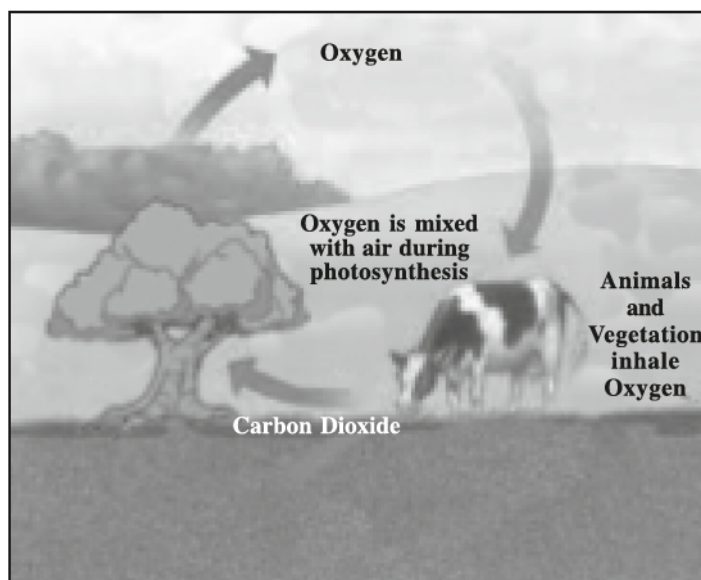 Oxygen
Oxygen is mixed
with air during
photosynthesis
Animals
and
Vegetation
inhale
Oxygen
Carbon Dioxide